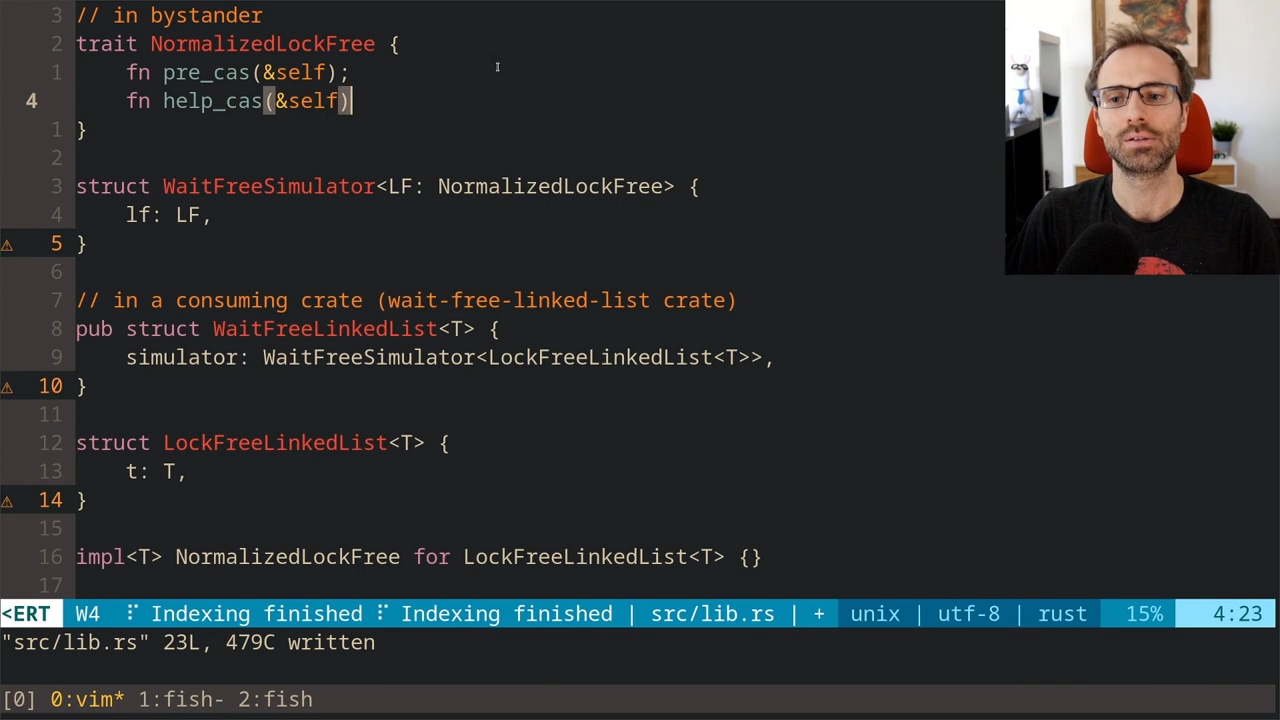 3 // in bystander
2 trait NormalizedLockFree {
1     fn pre_cas(&self);
4     fn help_cas(&self)
1 }
2
3 struct WaitFreeSimulator<LF: NormalizedLockFree> {
4     lf: LF,
⚠ 5 }
6
7 // in a consuming crate (wait-free-linked-list crate)
8 pub struct WaitFreeLinkedList<T> {
9     simulator: WaitFreeSimulator<LockFreeLinkedList<T>>,
⚠ 10 }
11
12 struct LockFreeLinkedList<T> {
13     t: T,
⚠ 14 }
15
16 impl<T> NormalizedLockFree for LockFreeLinkedList<T> {}
17
<ERT W4 ⠏ Indexing finished ⠏ Indexing finished | src/lib.rs | + unix | utf-8 | rust 15% 4:23
"src/lib.rs" 23L, 479C written
[0] 0:vim* 1:fish- 2:fish